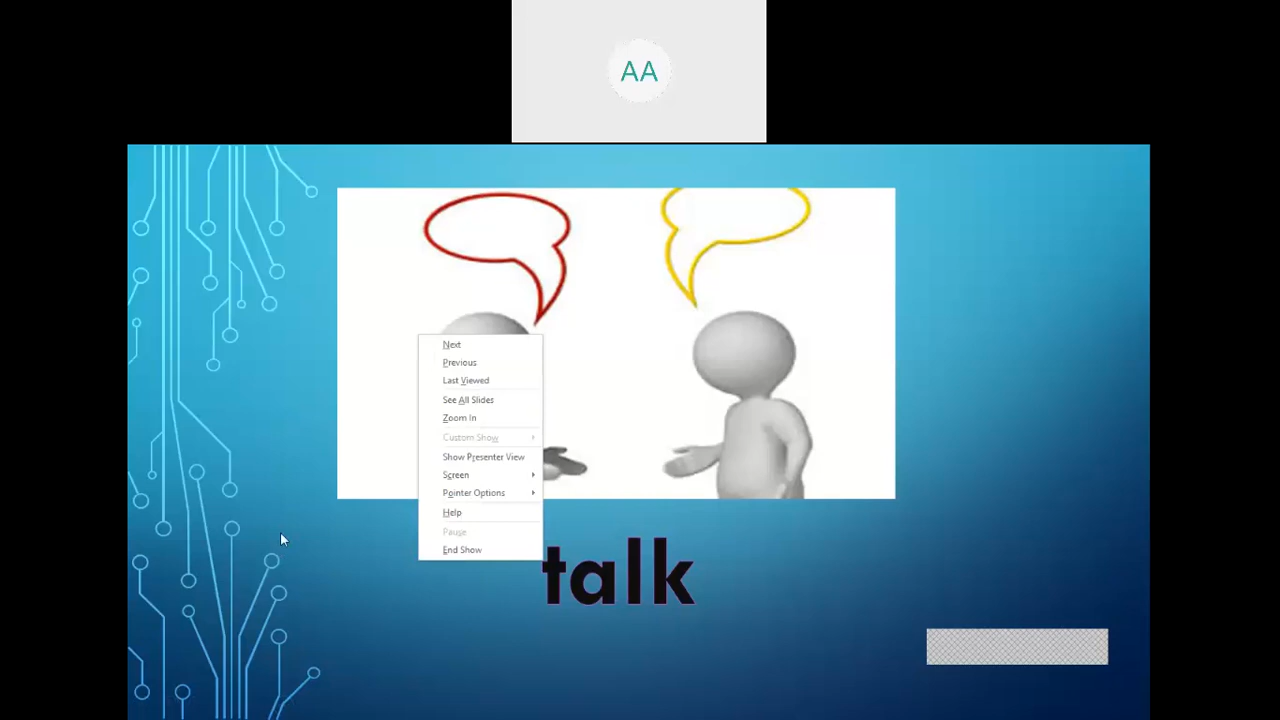 AA
Next
Previous
Last Viewed
See All Slides
Zoom In
Custom Show
Show Presenter View
Screen
Pointer Options
Help
Pause
End Show
talk